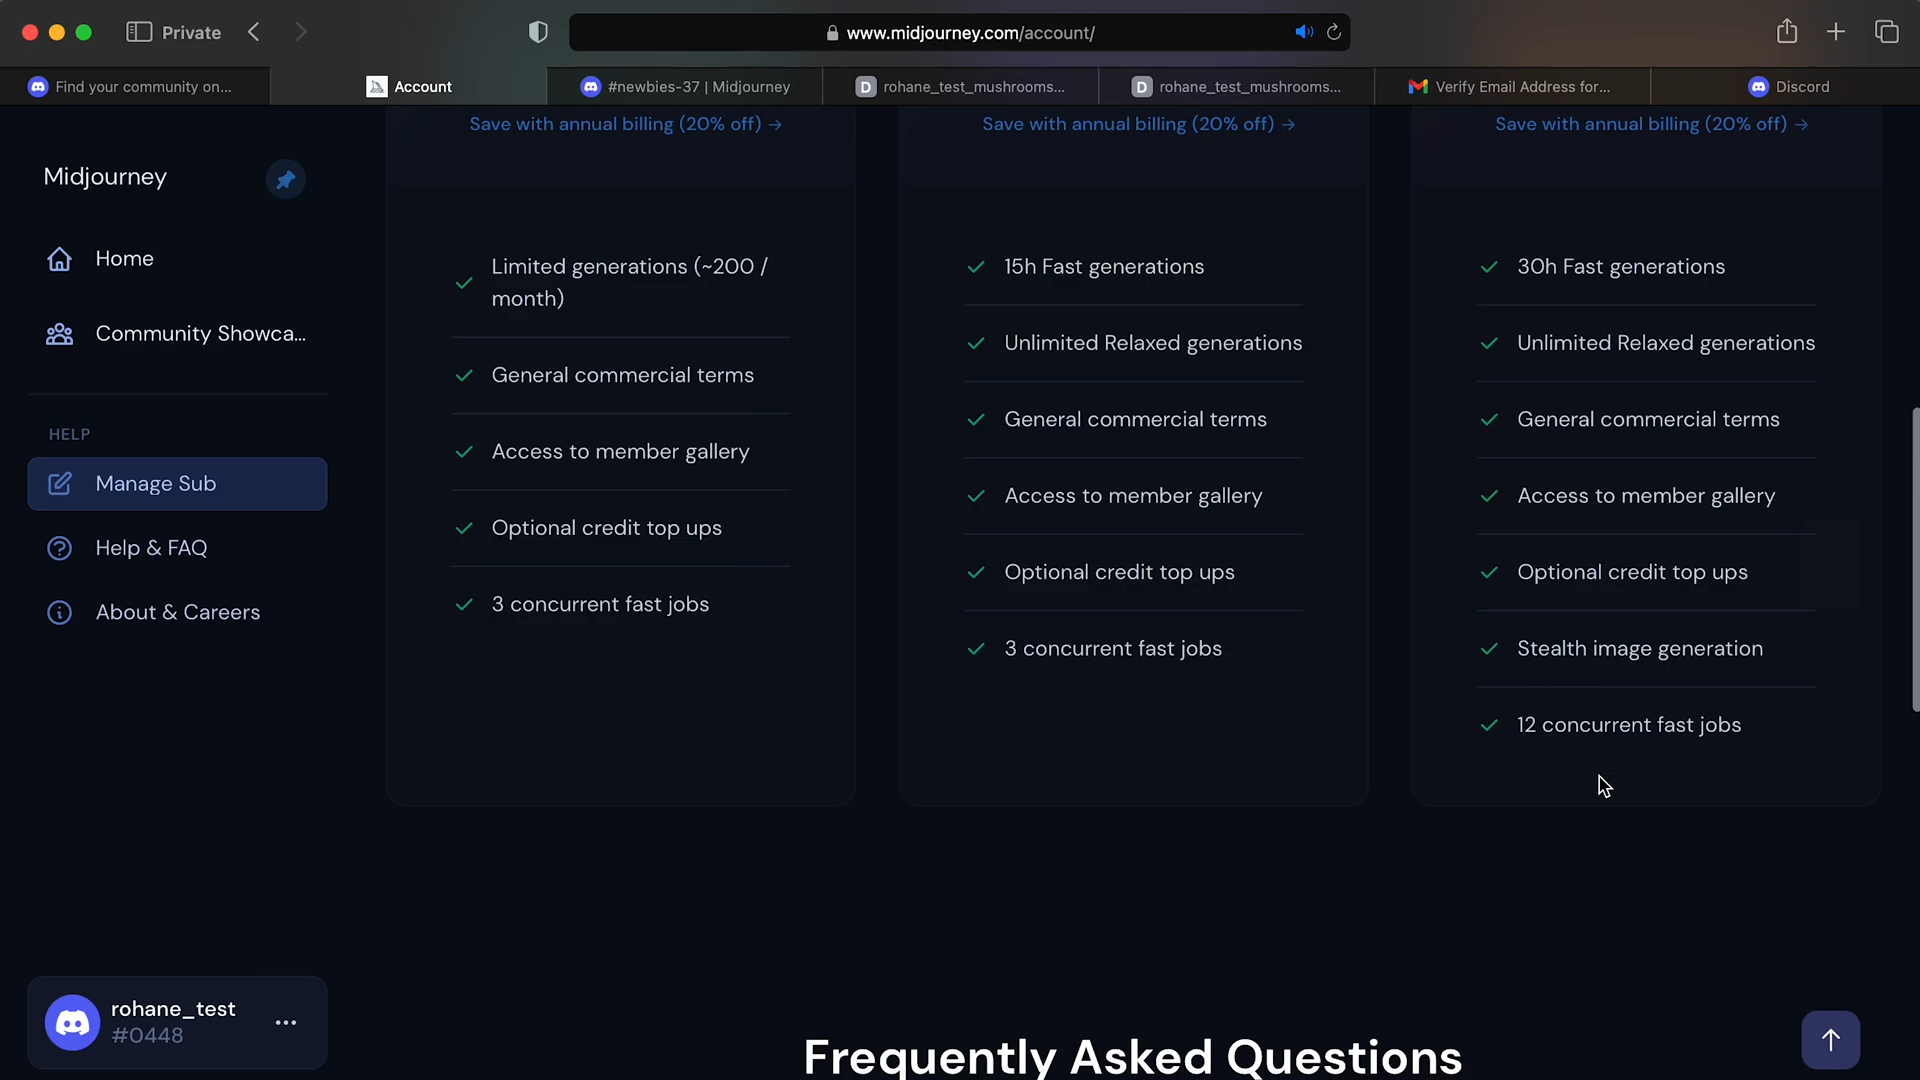 Private
www.midjourney.com/account/
Find your community on...
Account
#newbies-37 | Midjourney
D rohane_test_mushrooms...
D rohane_test_mushrooms...
Verify Email Address for...
Discord
Midjourney
Home
Community Showca...
HELP
Manage Sub
Help & FAQ
About & Careers
rohane_test
#0448
Save with annual billing (20% off) →
Limited generations (~200 /
month)
General commercial terms
Access to member gallery
Optional credit top ups
3 concurrent fast jobs
Save with annual billing (20% off) →
15h Fast generations
Unlimited Relaxed generations
General commercial terms
Access to member gallery
Optional credit top ups
3 concurrent fast jobs
Save with annual billing (20% off) →
30h Fast generations
Unlimited Relaxed generations
General commercial terms
Access to member gallery
Optional credit top ups
Stealth image generation
12 concurrent fast jobs
Frequently Asked Questions